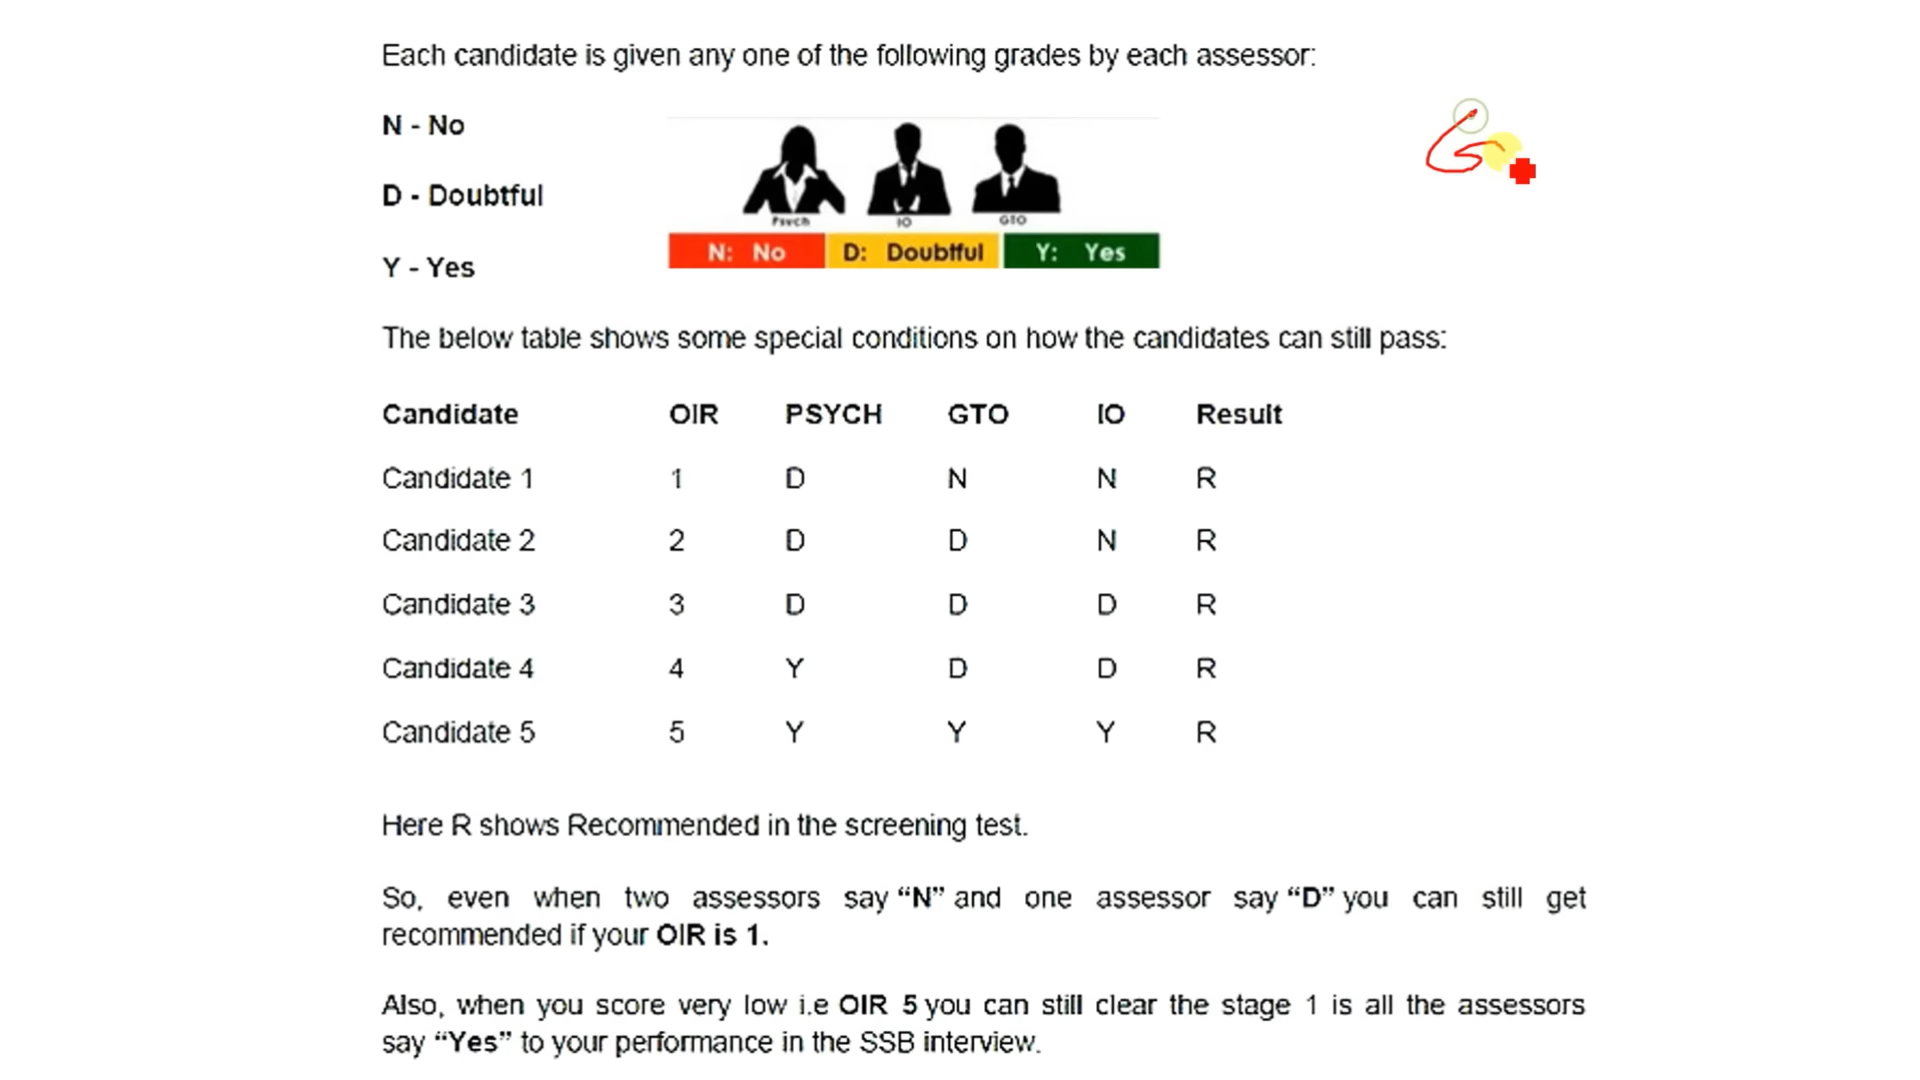 Each candidate is given any one of the following grades by each assessor:
N - No
D - Doubtful
Y - Yes
Psych IO GTO
N: No D: Doubtful Y: Yes
The below table shows some special conditions on how the candidates can still pass:
Candidate OIR PSYCH GTO IO Result
Candidate 1 1 D N N R
Candidate 2 2 D D N R
Candidate 3 3 D D D R
Candidate 4 4 Y D D R
Candidate 5 5 Y Y Y R
Here R shows Recommended in the screening test.
So, even when two assessors say “N” and one assessor say “D” you can still get
recommended if your OIR is 1.
Also, when you score very low i.e OIR 5 you can still clear the stage 1 is all the assessors
say “Yes” to your performance in the SSB interview.